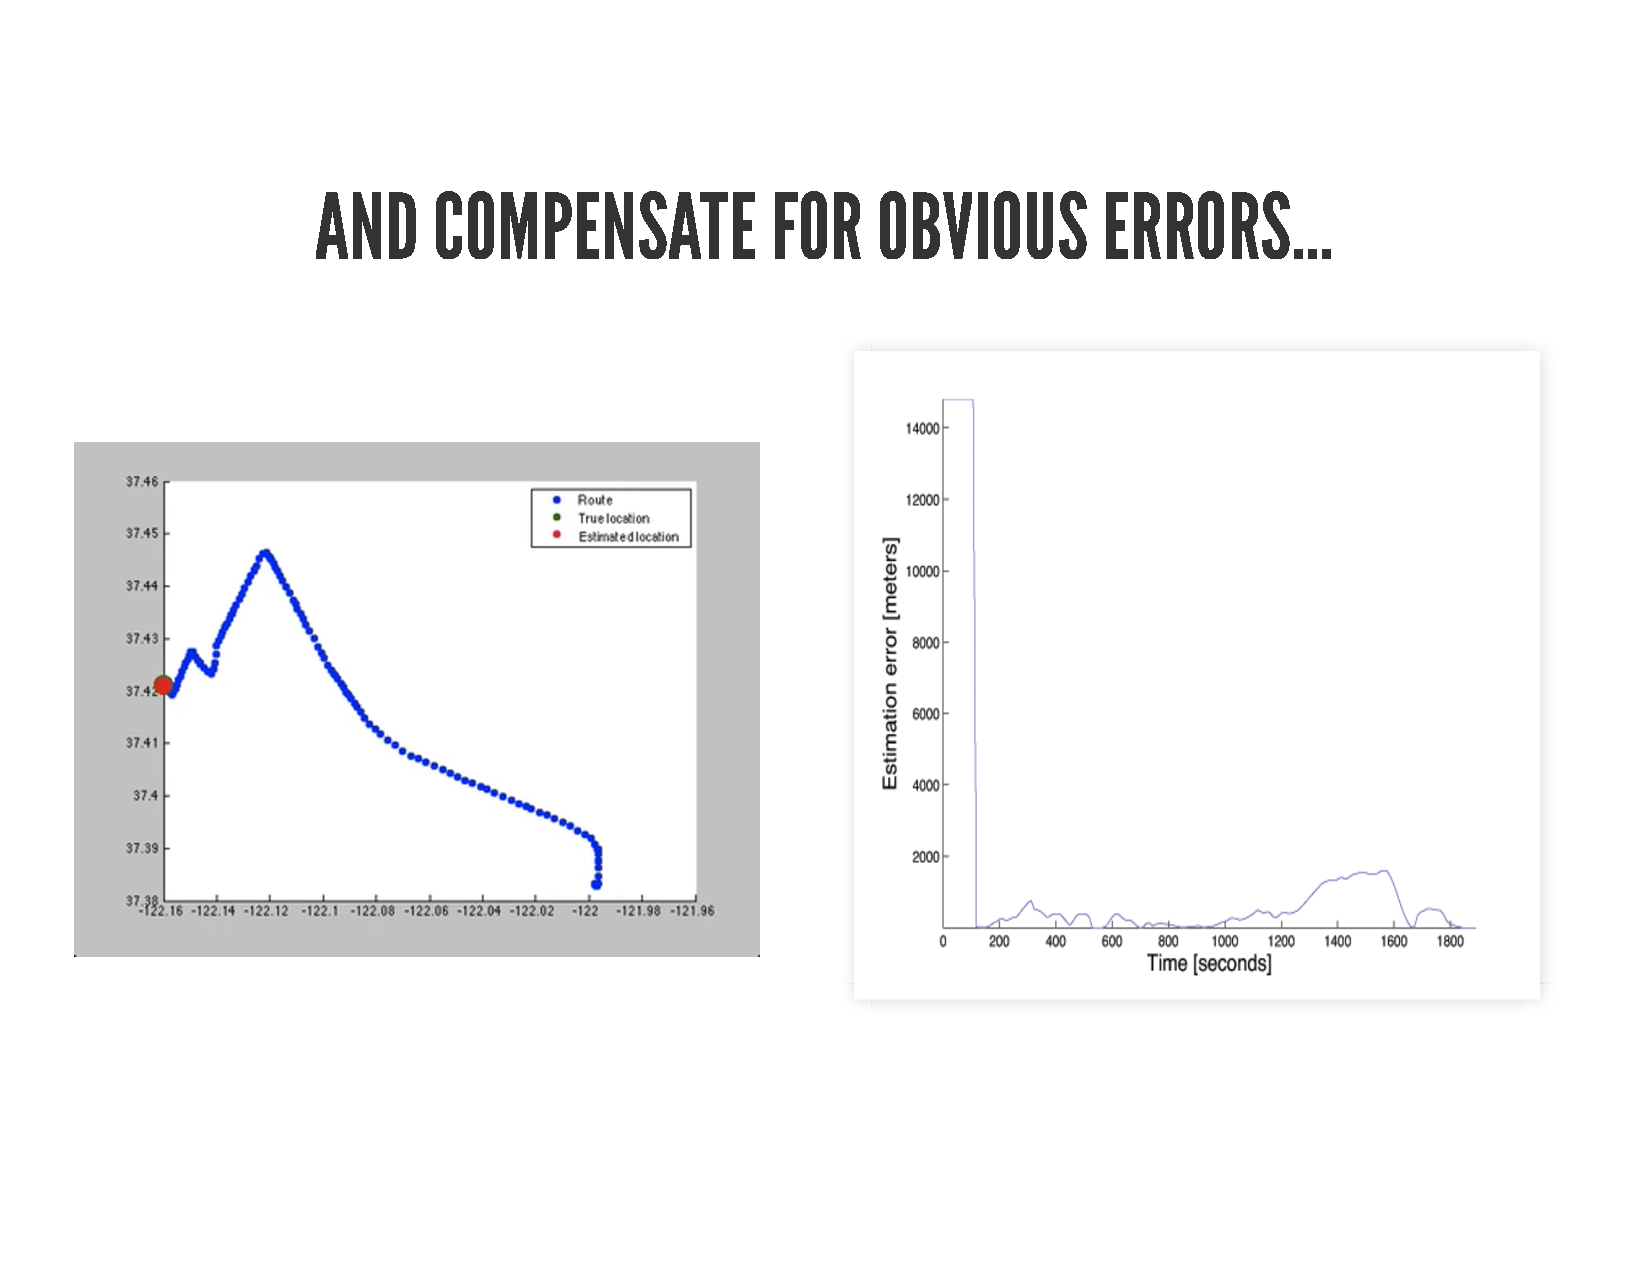 AND COMPENSATE FOR OBVIOUS ERRORS...
37.46
37.45
37.44
37.43
37.42
37.41
37.4
37.39
37.38
-122.16 -122.14 -122.12 -122.1 -122.08 -122.06 -122.04 -122.02 -122 -121.98 -121.96
Route
True location
Estimated location
Estimation error [meters]
14000
12000
10000
8000
6000
4000
2000
0 200 400 600 800 1000 1200 1400 1600 1800
Time [seconds]